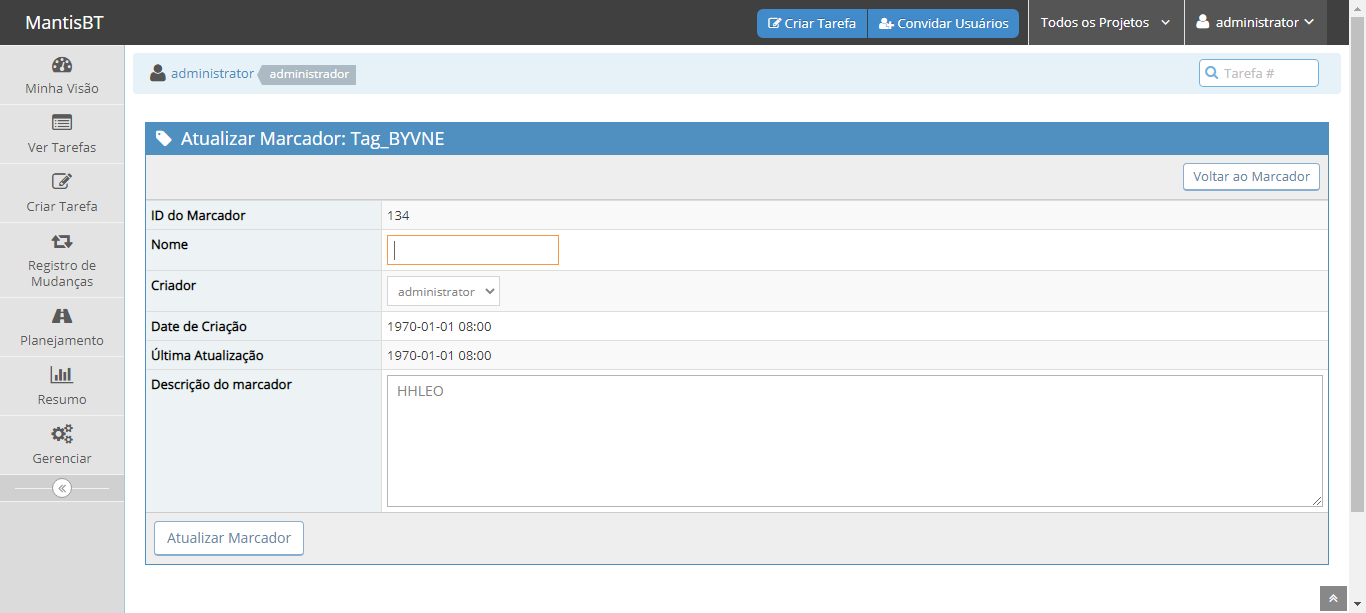 MantisBT
Criar Tarefa
Convidar Usuários
Todos os Projetos
administrator
Minha Visão
Ver Tarefas
Criar Tarefa
Registro de
Mudanças
Planejamento
Resumo
Gerenciar
administrator
administrador
Tarefa #
Atualizar Marcador: Tag_BYVNE
Voltar ao Marcador
ID do Marcador 134
Nome
Criador administrator
Date de Criação 1970-01-01 08:00
Última Atualização 1970-01-01 08:00
Descrição do marcador HHLEO
Atualizar Marcador